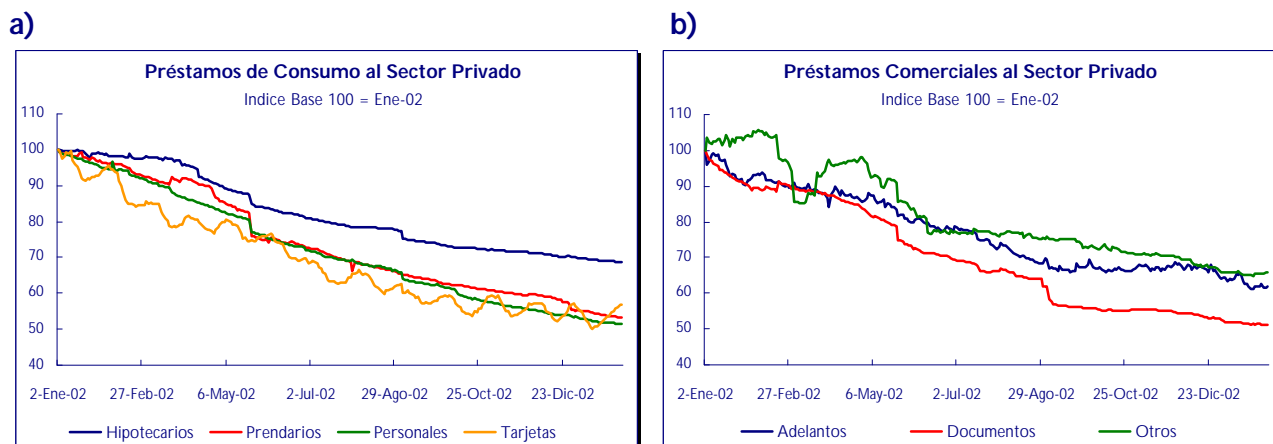 a)
Préstamos de Consumo al Sector Privado
Indice Base 100 = Ene-02
110
100
90
80
70
60
50
40
2-Ene-02 27-Feb-02 6-May-02 2-Jul-02 29-Ago-02 25-Oct-02 23-Dic-02
Hipotecarios Prendarios Personales Tarjetas
b)
Préstamos Comerciales al Sector Privado
Indice Base 100 = Ene-02
110
100
90
80
70
60
50
40
2-Ene-02 27-Feb-02 6-May-02 2-Jul-02 29-Ago-02 25-Oct-02 23-Dic-02
Adelantos Documentos Otros